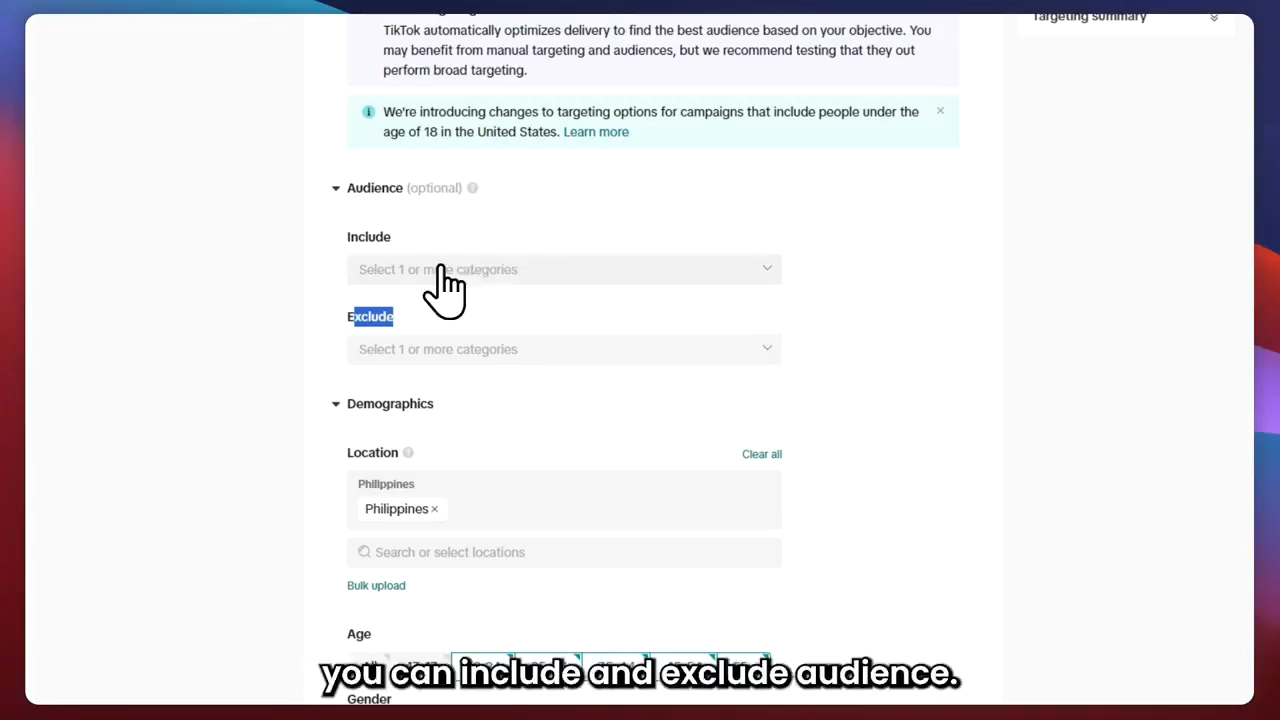 Targeting summary
TikTok automatically optimizes delivery to find the best audience based on your objective. You
may benefit from manual targeting and audiences, but we recommend testing that they out
perform broad targeting.
We're introducing changes to targeting options for campaigns that include people under the
age of 18 in the United States. Learn more
Audience (optional)
Include
Select 1 or more categories
Exclude
Select 1 or more categories
Demographics
Location
Clear all
Philippines
Philippines ×
Search or select locations
Bulk upload
Age
you can include and exclude audience.
Gender